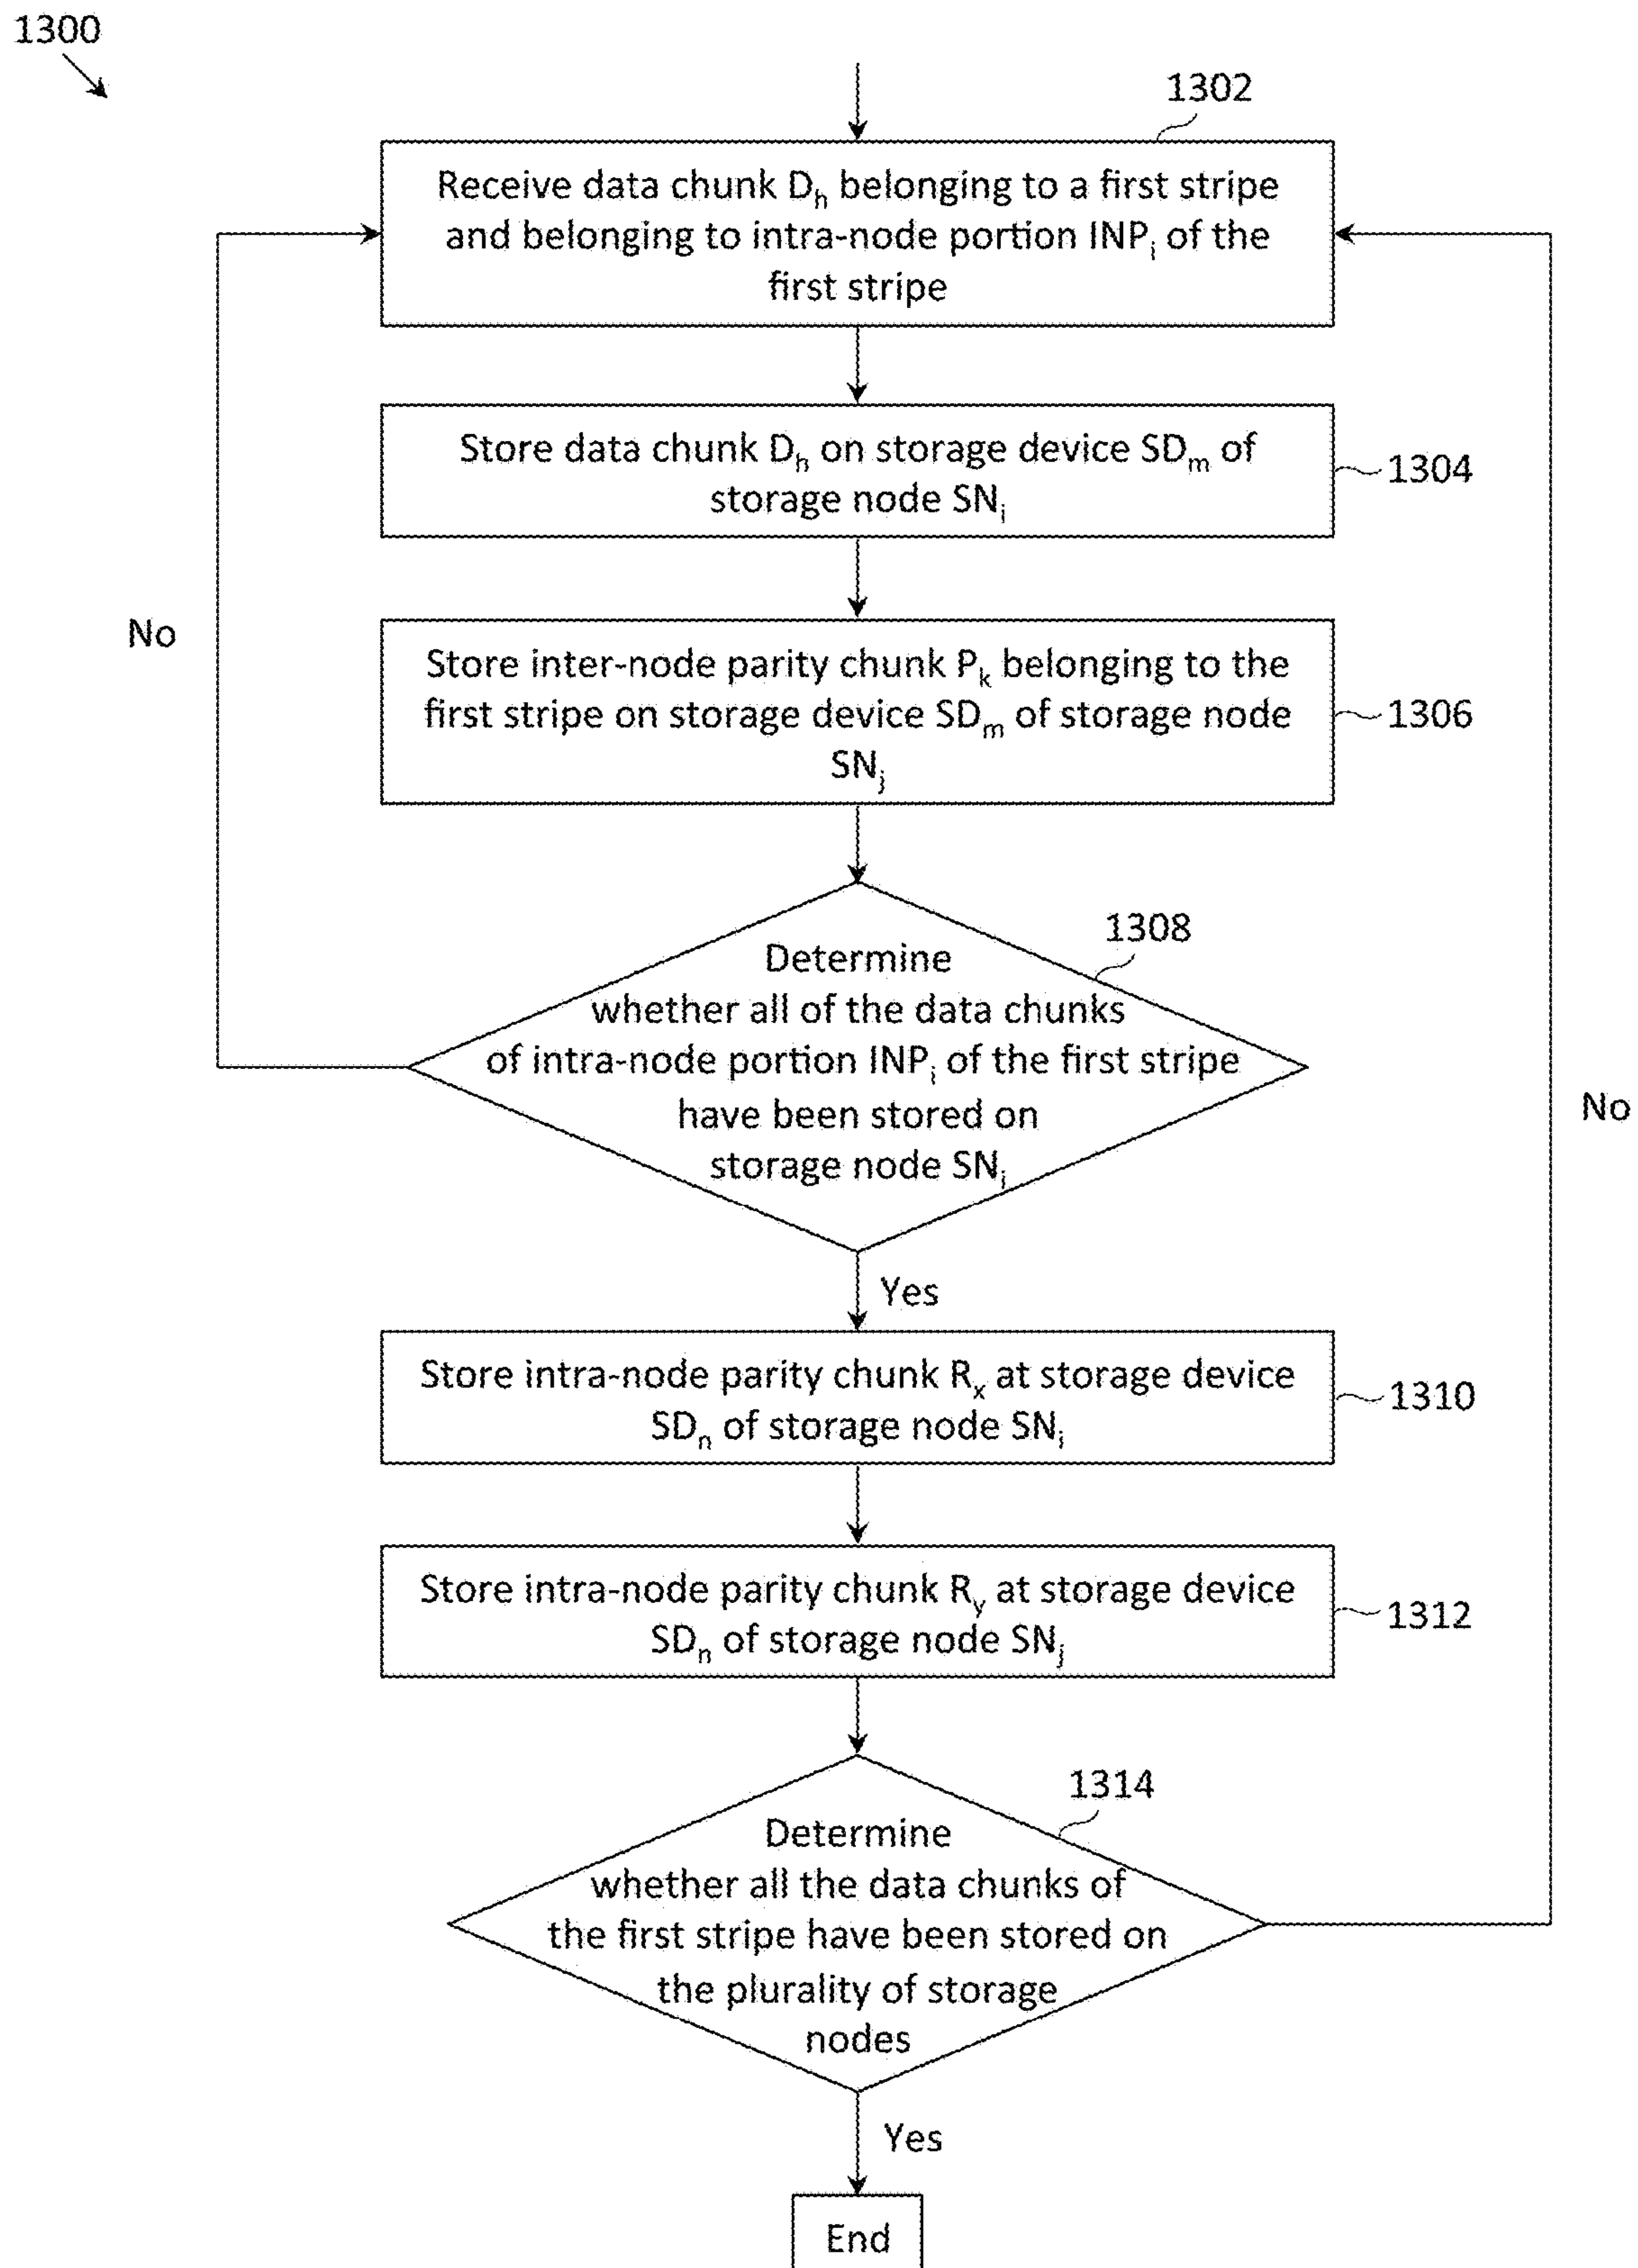 1300
1302
Receive data chunk Dh belonging to a first stripe
and belonging to intra-node portion INPi of the
first stripe
Store data chunk Dh on storage device SDm of
storage node SNi
1304
No
Store inter-node parity chunk Pk belonging to the
first stripe on storage device SDm of storage node
SNj
1306
1308
Determine
whether all of the data chunks
of intra-node portion INPi of the first stripe
have been stored on
storage node SNi
No
Yes
Store intra-node parity chunk Rx at storage device
SDn of storage node SNi
1310
Store intra-node parity chunk Ry at storage device
SDn of storage node SNj
1312
1314
Determine
whether all the data chunks of
the first stripe have been stored on
the plurality of storage
nodes
Yes
End